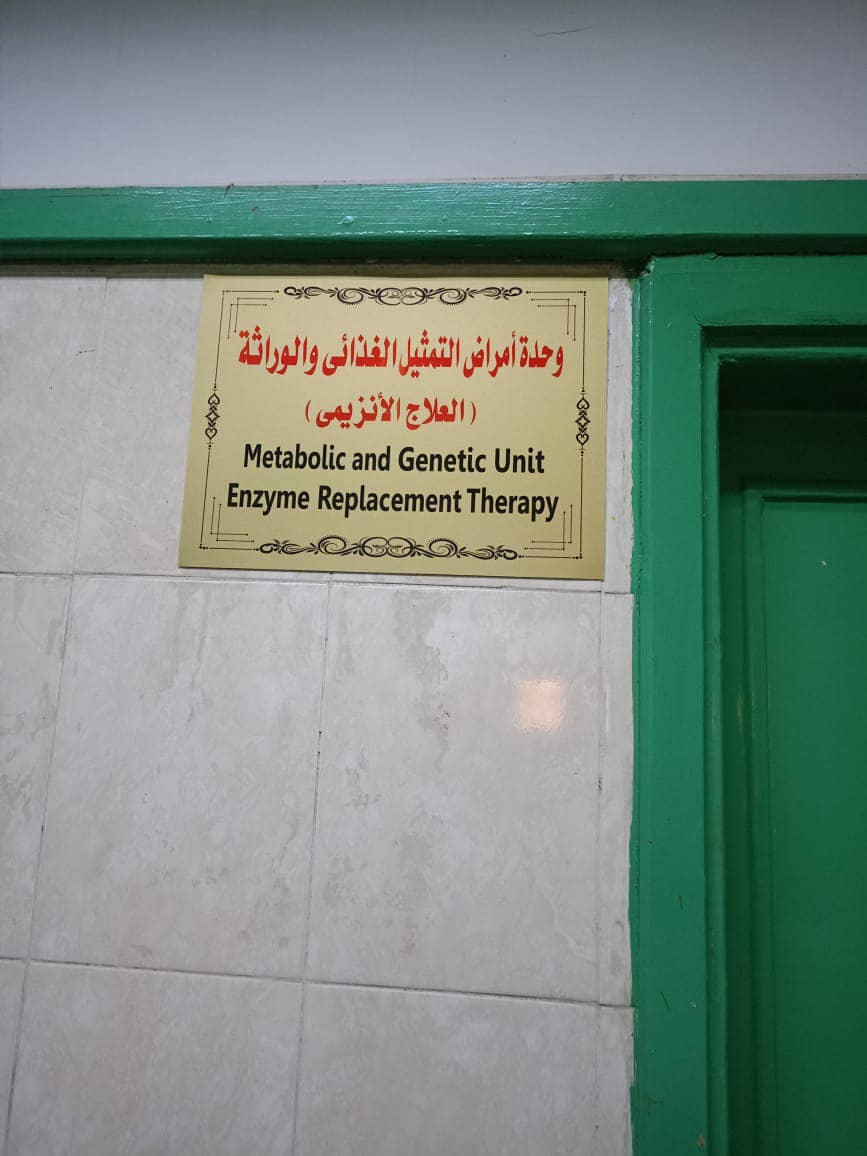 وحدة أمراض التمثيل الغذائى والوراثة
( العلاج الأنزيمى )
Metabolic and Genetic Unit
Enzyme Replacement Therapy